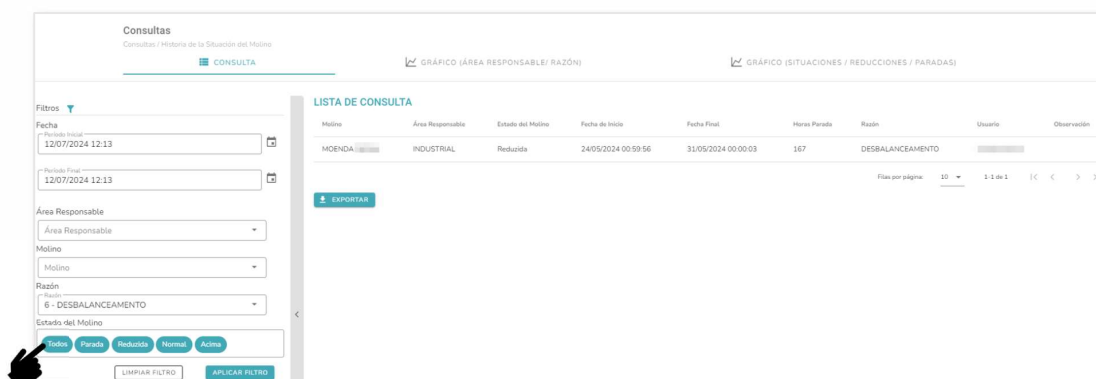 Consultas
Consultas / Historia de la Situación del Molino
CONSULTA
GRÁFICO (ÁREA RESPONSABLE/ RAZÓN)
GRÁFICO (SITUACIONES / REDUCCIONES / PARADAS)
Filtros
Fecha
Período Inicial
12/07/2024 12:13
Período Final
12/07/2024 12:13
Área Responsable
Área Responsable
Molino
Molino
Razón
Razón
6 - DESBALANCEAMENTO
Estado del Molino
Todos Parada Reduzida Normal Acima
LIMPIAR FILTRO APLICAR FILTRO
LISTA DE CONSULTA
Molino Área Responsable Estado del Molino Fecha de Inicio Fecha Final Horas Parada Razón Usuario Observación
MOENDA INDUSTRIAL Reduzida 24/05/2024 00:59:56 31/05/2024 00:00:03 167 DESBALANCEAMENTO
Filas por página: 10 1-1 de 1
EXPORTAR